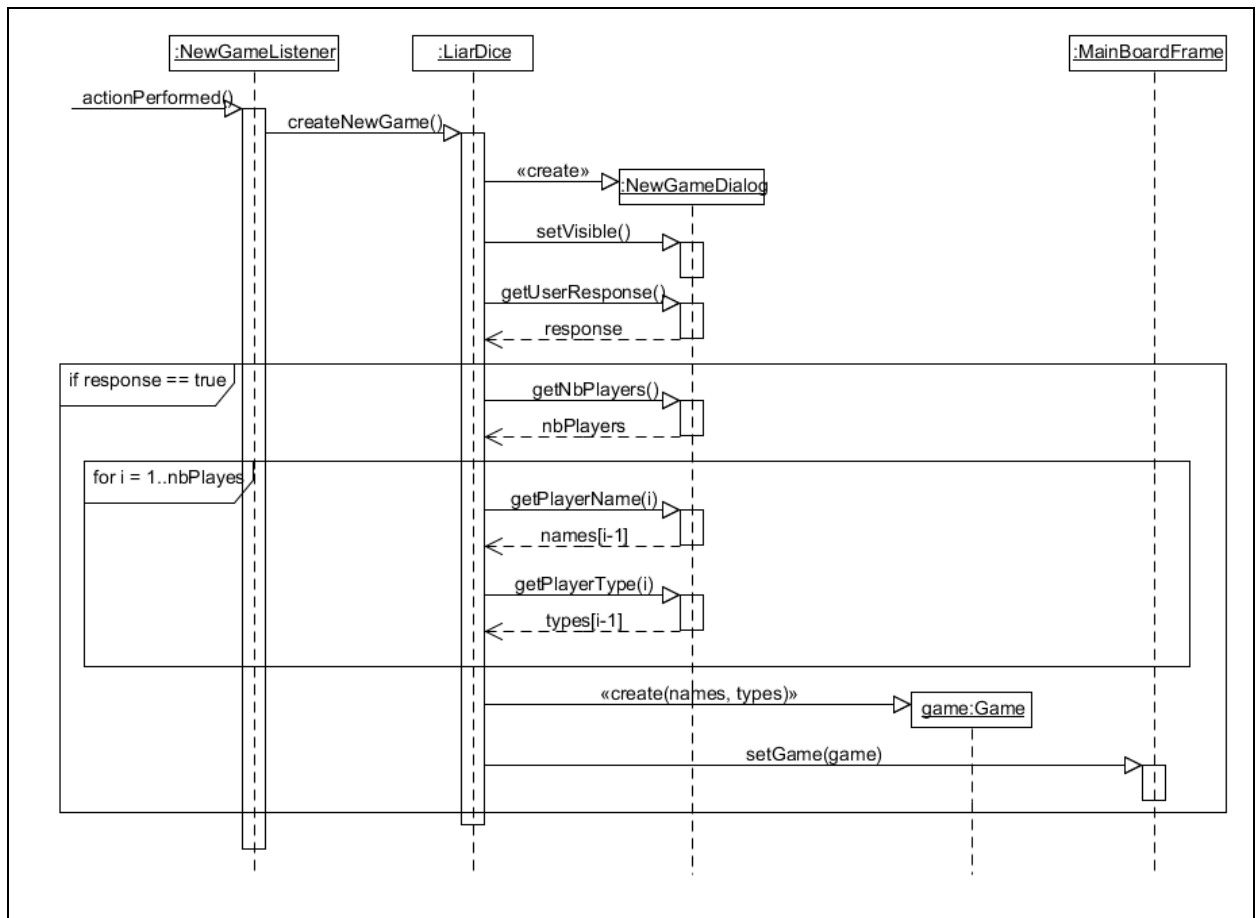 :NewGameListener
:LiarDice
:MainBoardFrame
actionPerformed()
createNewGame()
«create»
:NewGameDialog
setVisible()
getUserResponse()
response
if response == true
getNbPlayers()
nbPlayers
for i = 1..nbPlayes
getPlayerName(i)
names[i-1]
getPlayerType(i)
types[i-1]
«create(names, types)»
game:Game
setGame(game)